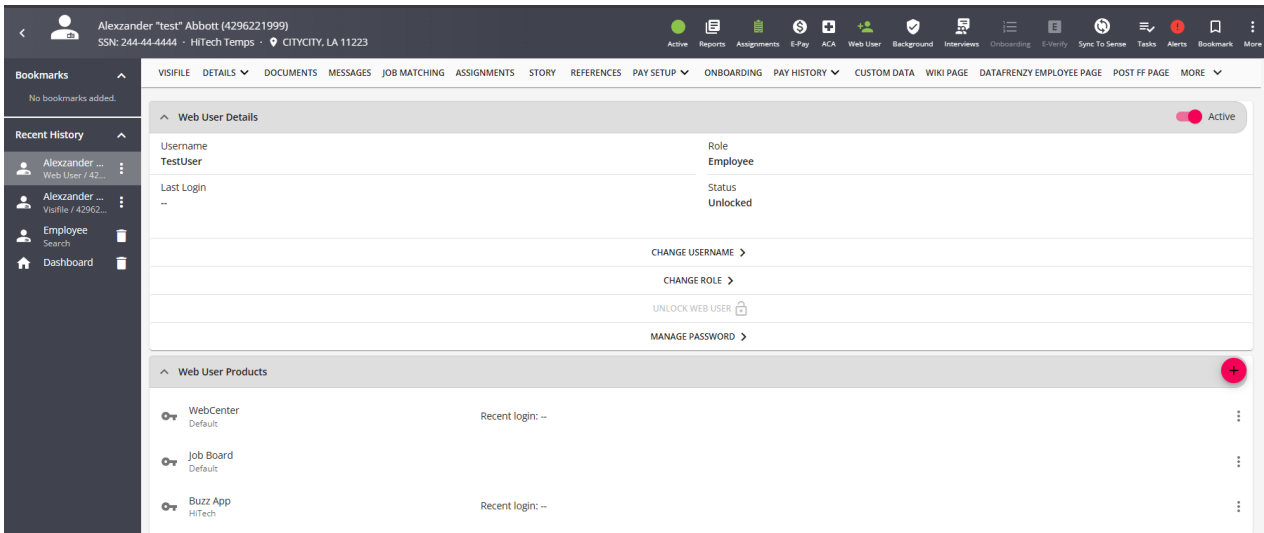 Alexzander "test" Abbott (4296221999)
SSN: 244-44-4444 · HiTech Temps · CITYCITY, LA 11223
Active Reports Assignments E-Pay ACA Web User Background Interviews Onboarding E-Verify Sync To Sense Tasks Alerts Bookmark More
Bookmarks
No bookmarks added.
Recent History
Alexzander ...
Web User / 42...
Alexzander ...
Visifile / 42962...
Employee
Search
Dashboard
VISIFILE DETAILS DOCUMENTS MESSAGES JOB MATCHING ASSIGNMENTS STORY REFERENCES PAY SETUP ONBOARDING PAY HISTORY CUSTOM DATA WIKI PAGE DATAFRENZY EMPLOYEE PAGE POST FF PAGE MORE
Web User Details Active
Username Role
TestUser Employee
Last Login Status
-- Unlocked
CHANGE USERNAME
CHANGE ROLE
UNLOCK WEB USER
MANAGE PASSWORD
Web User Products
WebCenter Recent login: --
Default
Job Board
Default
Buzz App Recent login: --
HiTech